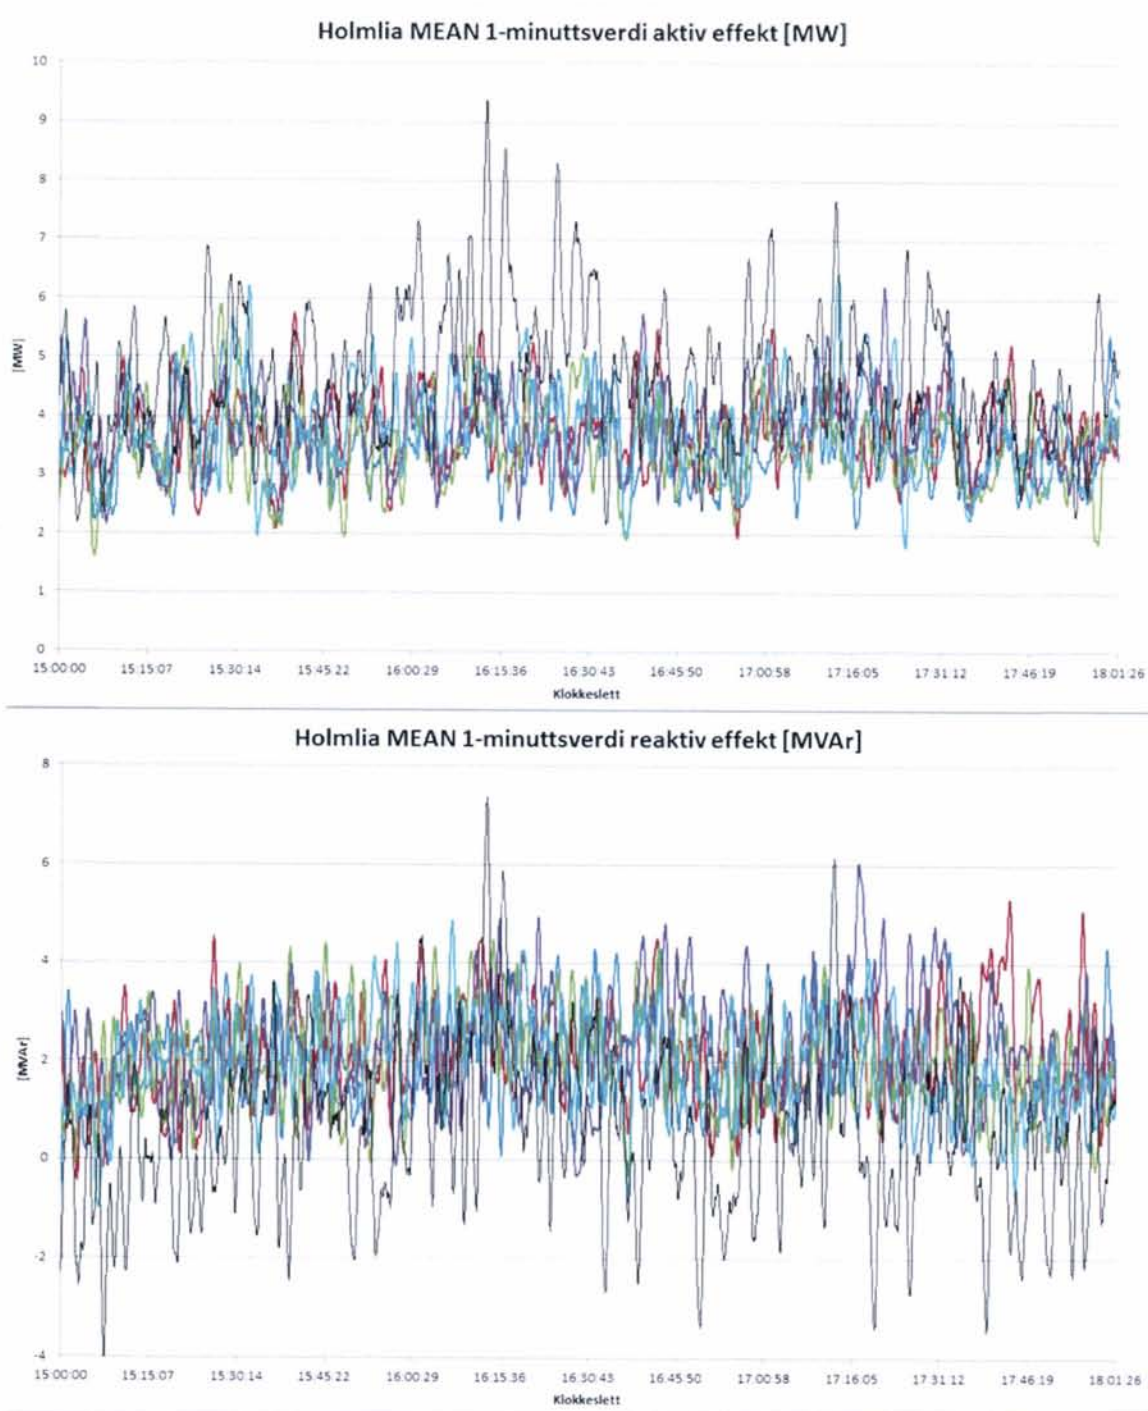 Holmlia MEAN 1-minuttsverdi aktiv effekt [MW]
10
9
8
7
6
5
4
3
2
1
0
[MW]
15:00:00 15:15:07 15:30:14 15:45:22 16:00:29 16:15:36 16:30:43 16:45:50 17:00:58 17:16:05 17:31:12 17:46:19 18:01:26
Klokkeslett
Holmlia MEAN 1-minuttsverdi reaktiv effekt [MVAr]
8
6
4
2
0
-2
-4
[MVAr]
15:00:00 15:15:07 15:30:14 15:45:22 16:00:29 16:15:36 16:30:43 16:45:50 17:00:58 17:16:05 17:31:12 17:46:19 18:01:26
Klokkeslett